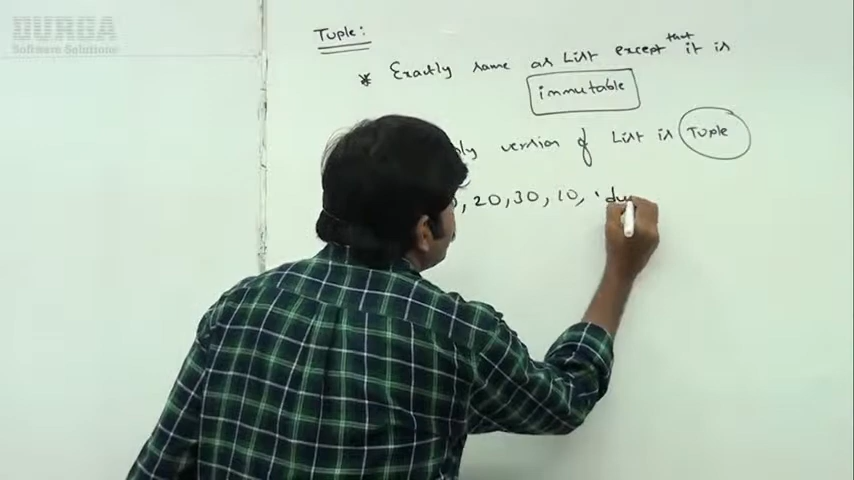 DURGA
Software Solutions
Tuple:
* Exactly same as List except that it is
immutable
version of List is Tuple
, 20, 30, 10, 'du